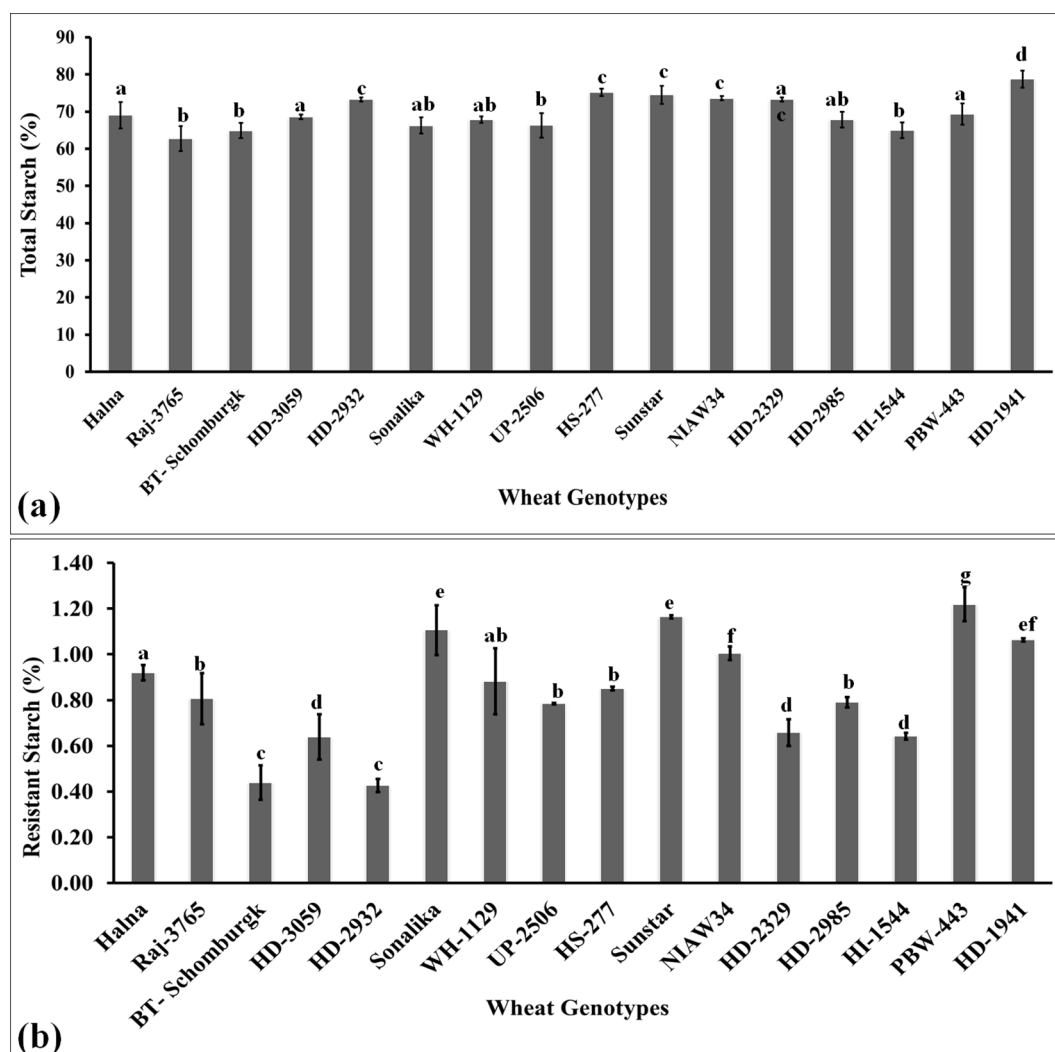 90
80
70
60
50
40
30
20
10
0
Total Starch (%)
a b b a c ab ab b c c c a ab b a d
c
Halna Raj-3765 BT- Schomburgk HD-3059 HD-2932 Sonalika WH-1129 UP-2506 HS-277 Sunstar NIAW34 HD-2329 HD-2985 HI-1544 PBW-443 HD-1941
Wheat Genotypes
(a)
1.40
1.20
1.00
0.80
0.60
0.40
0.20
0.00
Resistant Starch (%)
a b c d c e ab b b e f d b d g ef
Halna Raj-3765 BT- Schomburgk HD-3059 HD-2932 Sonalika WH-1129 UP-2506 HS-277 Sunstar NIAW34 HD-2329 HD-2985 HI-1544 PBW-443 HD-1941
Wheat Genotypes
(b)